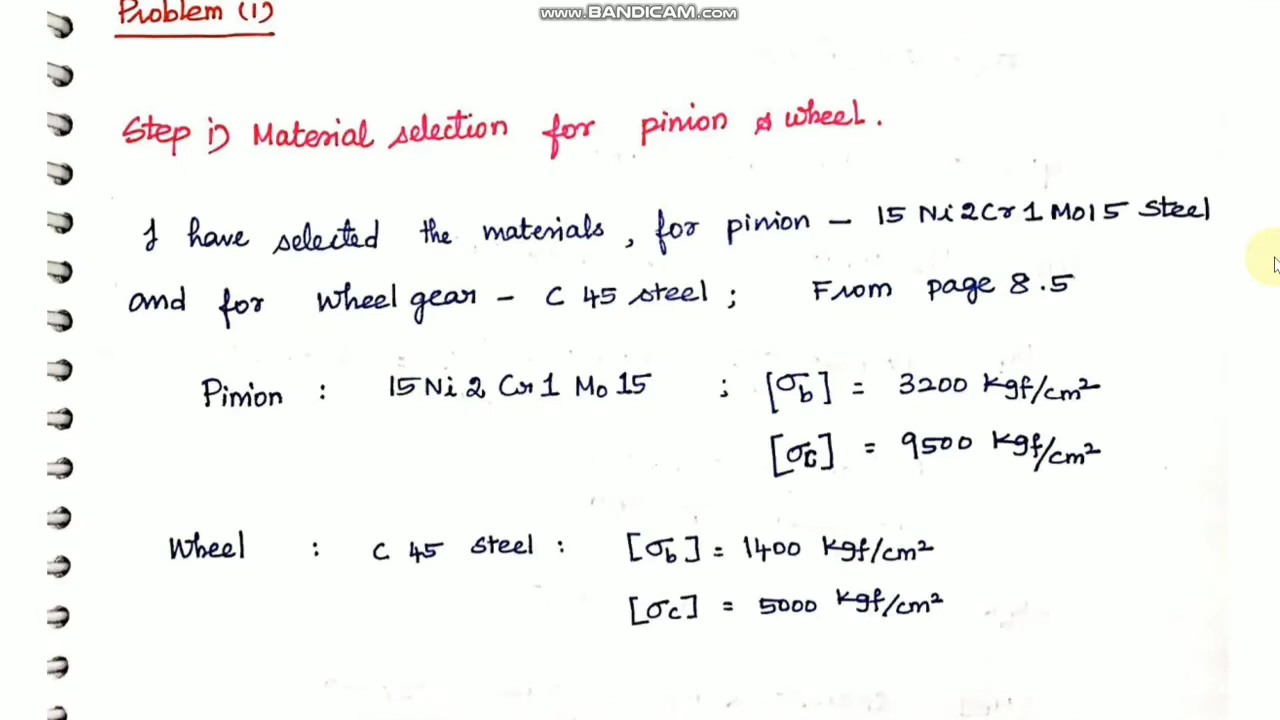 www.BANDICAM.com
Problem (1)
Step i) Material selection for pinion & wheel.
I have selected the materials, for pinion - 15 Ni 2 Cr 1 Mo 15 Steel
and for wheel gear - C 45 steel; From page 8.5
Pinion : 15 Ni 2 Cr 1 Mo 15 ; [σb] = 3200 kgf/cm²
[σc] = 9500 kgf/cm²
Wheel : C 45 steel : [σb] = 1400 kgf/cm²
[σc] = 5000 kgf/cm²